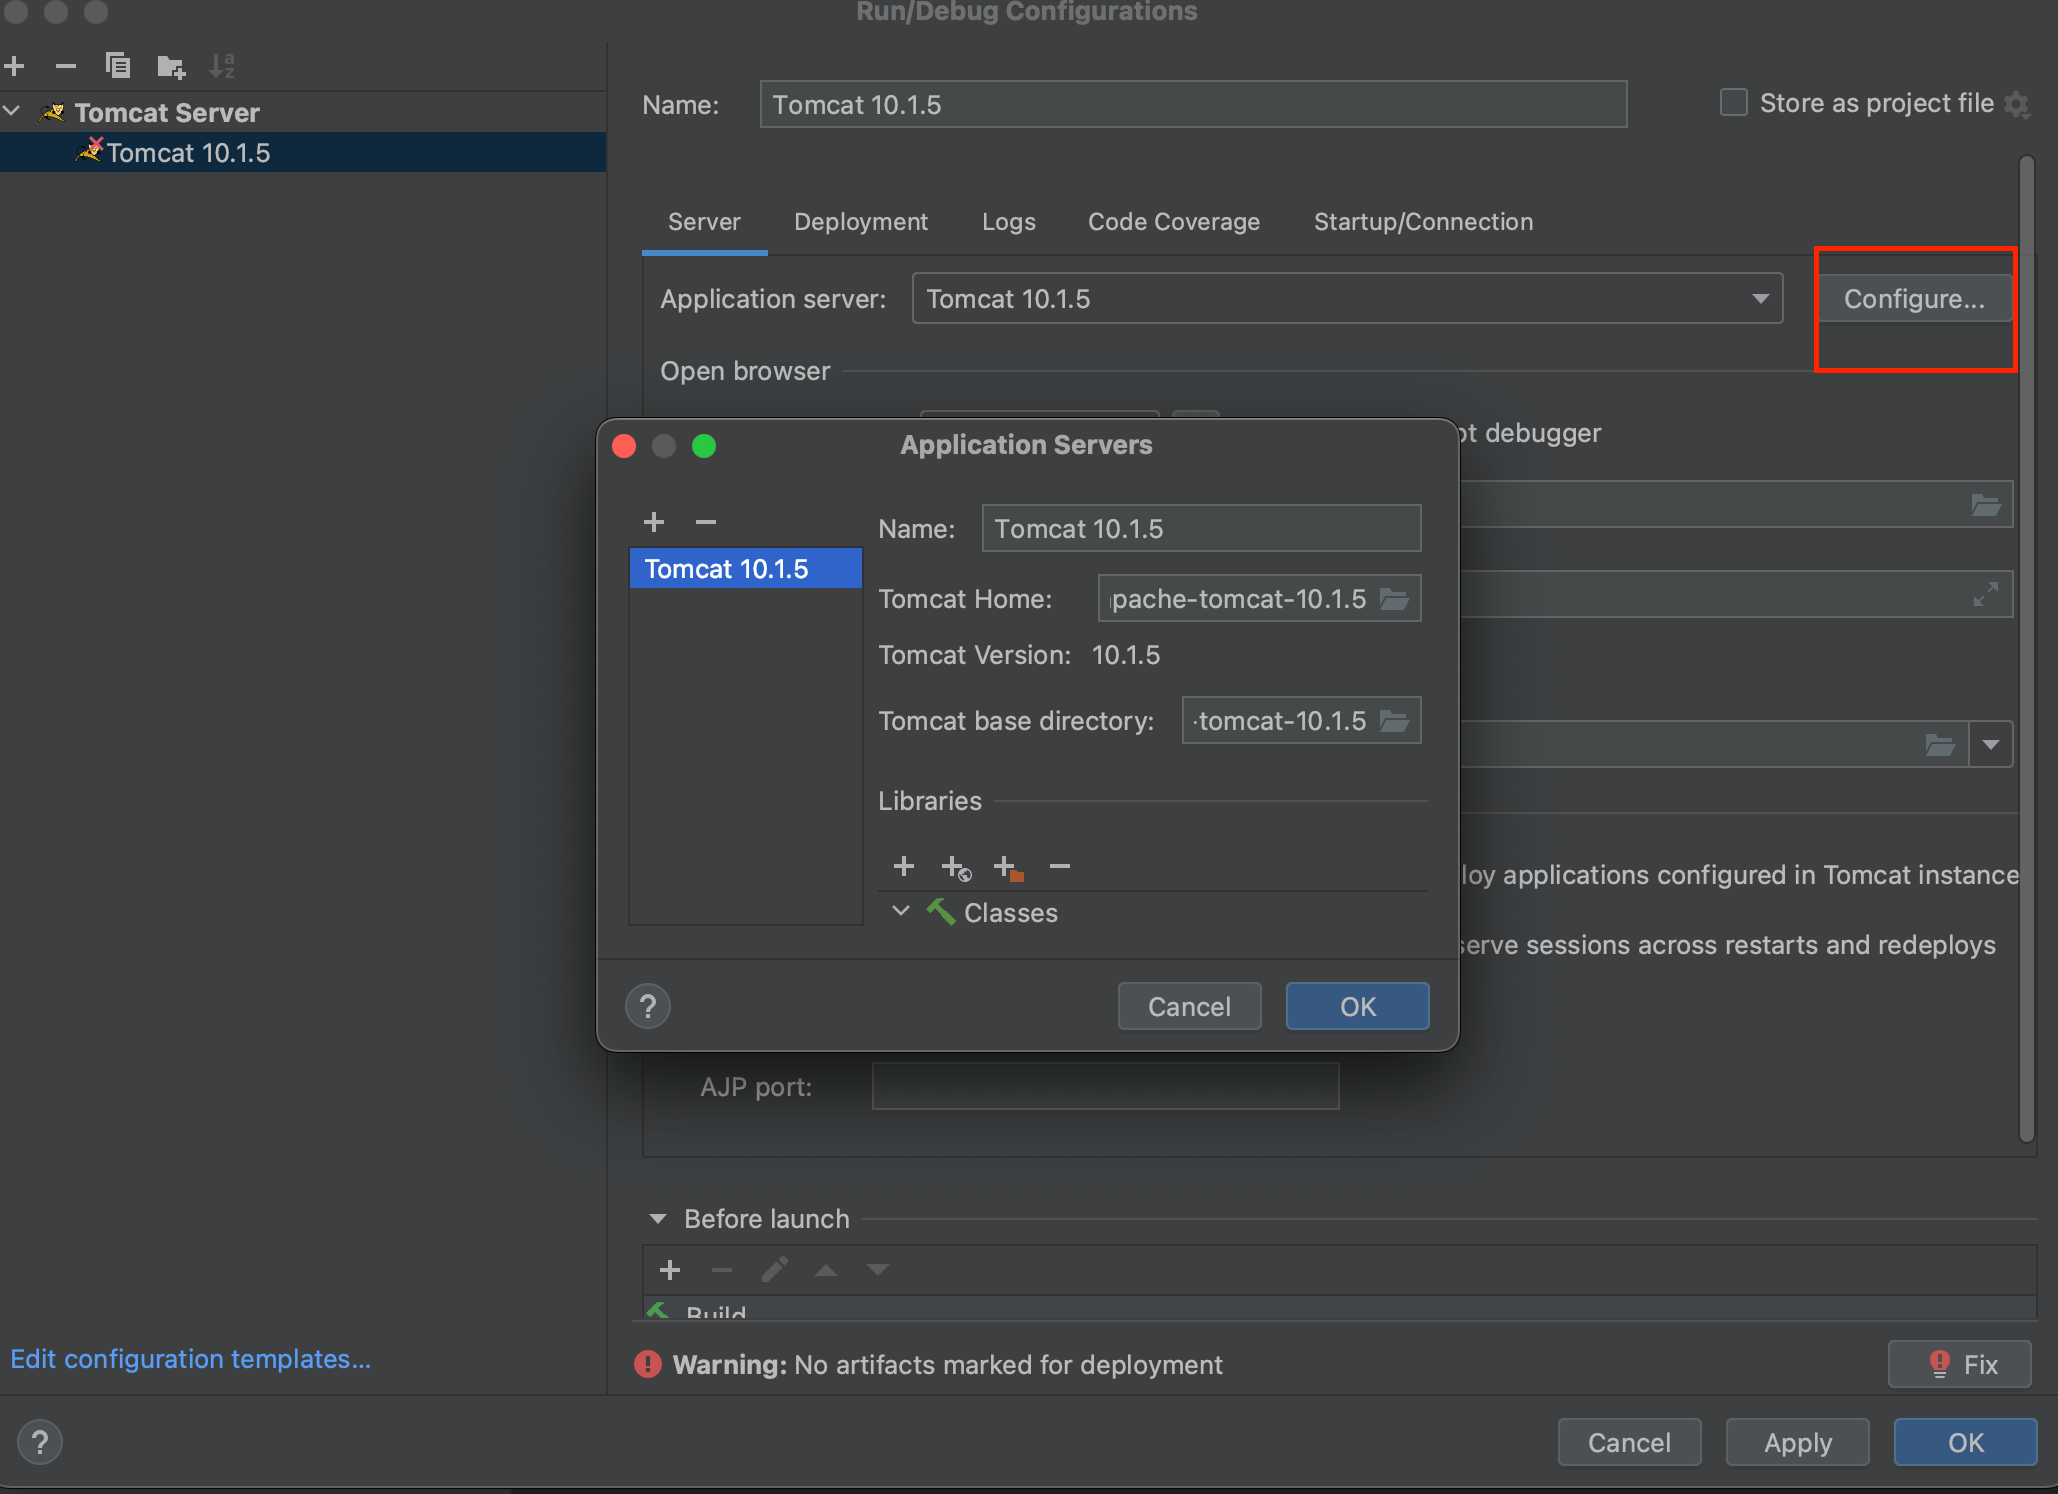 Run/Debug Configurations
Tomcat Server
Tomcat 10.1.5
Name: Tomcat 10.1.5
Store as project file
Server Deployment Logs Code Coverage Startup/Connection
Application server: Tomcat 10.1.5 Configure...
Open browser
debugger
Application Servers
Tomcat 10.1.5
Name: Tomcat 10.1.5
Tomcat Home: pache-tomcat-10.1.5
Tomcat Version: 10.1.5
Tomcat base directory: -tomcat-10.1.5
Libraries
Classes
? Cancel OK
loy applications configured in Tomcat instance
serve sessions across restarts and redeploys
AJP port:
Before launch
Build
Edit configuration templates...
Warning: No artifacts marked for deployment
Fix
? Cancel Apply OK